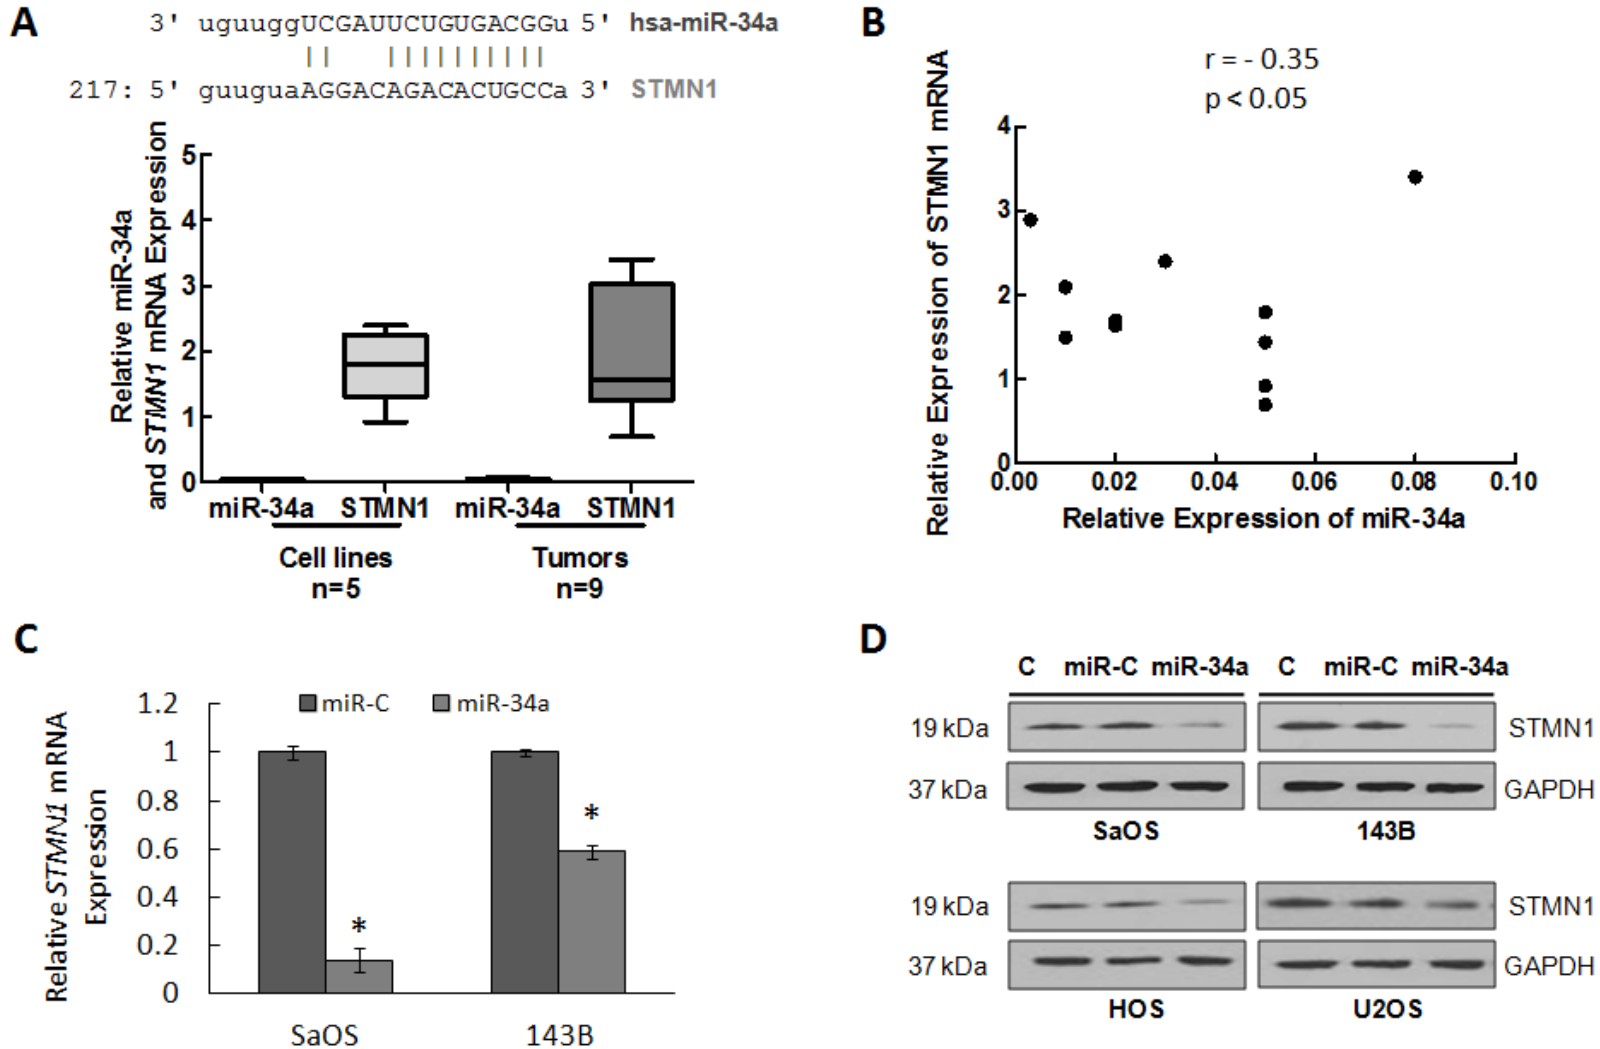 A
3' uguuggUCGAUUCUGUGACGGu 5' hsa-miR-34a
|| ||||||||||
217: 5' guuguaAGGACAGACACUGCCa 3' STMN1
Relative miR-34a
and STMN1 mRNA Expression
5
4
3
2
1
0
miR-34a STMN1 miR-34a STMN1
Cell lines Tumors
n=5 n=9
B
r = - 0.35
p < 0.05
Relative Expression of STMN1 mRNA
4
3
2
1
0
0.00 0.02 0.04 0.06 0.08 0.10
Relative Expression of miR-34a
C
miR-C miR-34a
Relative STMN1 mRNA
Expression
1.2
1
0.8
0.6
0.4
0.2
0
* *
SaOS 143B
D
C miR-C miR-34a C miR-C miR-34a
19 kDa STMN1
37 kDa GAPDH
SaOS 143B
19 kDa STMN1
37 kDa GAPDH
HOS U2OS